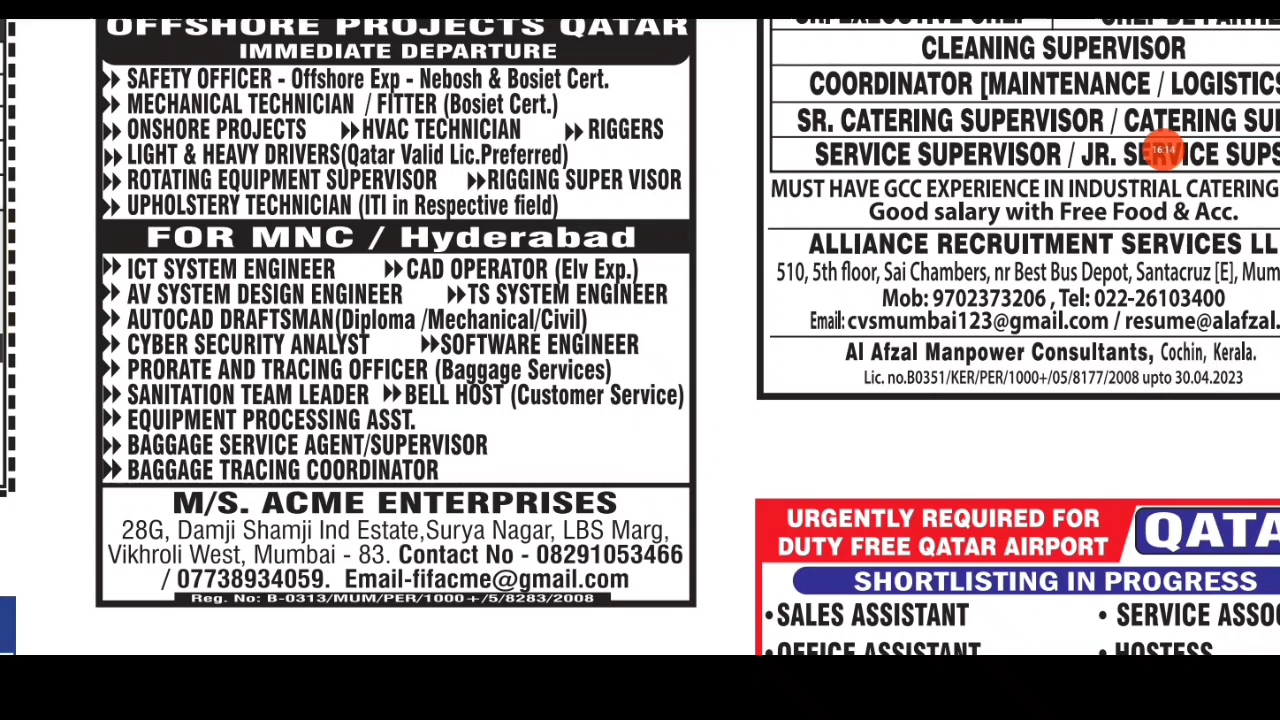 OFFSHORE PROJECTS QATAR
IMMEDIATE DEPARTURE
SAFETY OFFICER - Offshore Exp - Nebosh & Bosiet Cert.
MECHANICAL TECHNICIAN / FITTER (Bosiet Cert.)
ONSHORE PROJECTS HVAC TECHNICIAN RIGGERS
LIGHT & HEAVY DRIVERS(Qatar Valid Lic.Preferred)
ROTATING EQUIPMENT SUPERVISOR RIGGING SUPER VISOR
UPHOLSTERY TECHNICIAN (ITI in Respective field)
FOR MNC / Hyderabad
ICT SYSTEM ENGINEER CAD OPERATOR (Elv Exp.)
AV SYSTEM DESIGN ENGINEER TS SYSTEM ENGINEER
AUTOCAD DRAFTSMAN(Diploma /Mechanical/Civil)
CYBER SECURITY ANALYST SOFTWARE ENGINEER
PRORATE AND TRACING OFFICER (Baggage Services)
SANITATION TEAM LEADER BELL HOST (Customer Service)
EQUIPMENT PROCESSING ASST.
BAGGAGE SERVICE AGENT/SUPERVISOR
BAGGAGE TRACING COORDINATOR
M/S. ACME ENTERPRISES
28G, Damji Shamji Ind Estate,Surya Nagar, LBS Marg,
Vikhroli West, Mumbai - 83. Contact No - 08291053466
/ 07738934059. Email-fifacme@gmail.com
Reg. No: B-0313/MUM/PER/1000+/5/8283/2008
CLEANING SUPERVISOR
COORDINATOR [MAINTENANCE / LOGISTICS
SR. CATERING SUPERVISOR / CATERING SU
SERVICE SUPERVISOR / JR. SERVICE SUPS
16:14
MUST HAVE GCC EXPERIENCE IN INDUSTRIAL CATERING
Good salary with Free Food & Acc.
ALLIANCE RECRUITMENT SERVICES LL
510, 5th floor, Sai Chambers, nr Best Bus Depot, Santacruz [E], Mum
Mob: 9702373206 , Tel: 022-26103400
Email: cvsmumbai123@gmail.com / resume@alafzal.
Al Afzal Manpower Consultants, Cochin, Kerala.
Lic. no.B0351/KER/PER/1000+/05/8177/2008 upto 30.04.2023
URGENTLY REQUIRED FOR
DUTY FREE QATAR AIRPORT
QATA
SHORTLISTING IN PROGRESS
•SALES ASSISTANT • SERVICE ASSO
•OFFICE ASSISTANT • HOSTESS